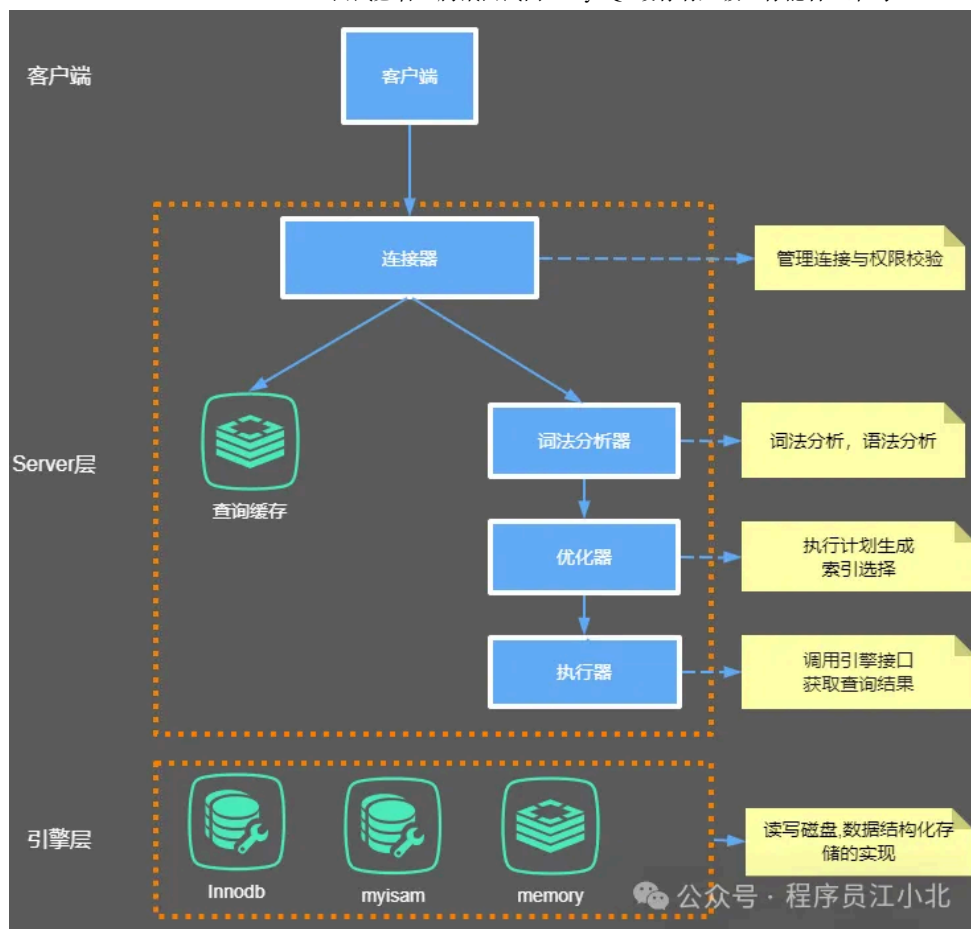 客户端
客户端
连接器
管理连接与权限校验
Server层
查询缓存
词法分析器
词法分析，语法分析
优化器
执行计划生成
索引选择
执行器
调用引擎接口
获取查询结果
引擎层
Innodb
myisam
memory
读写磁盘,数据结构化存
储的实现
公众号 · 程序员江小北